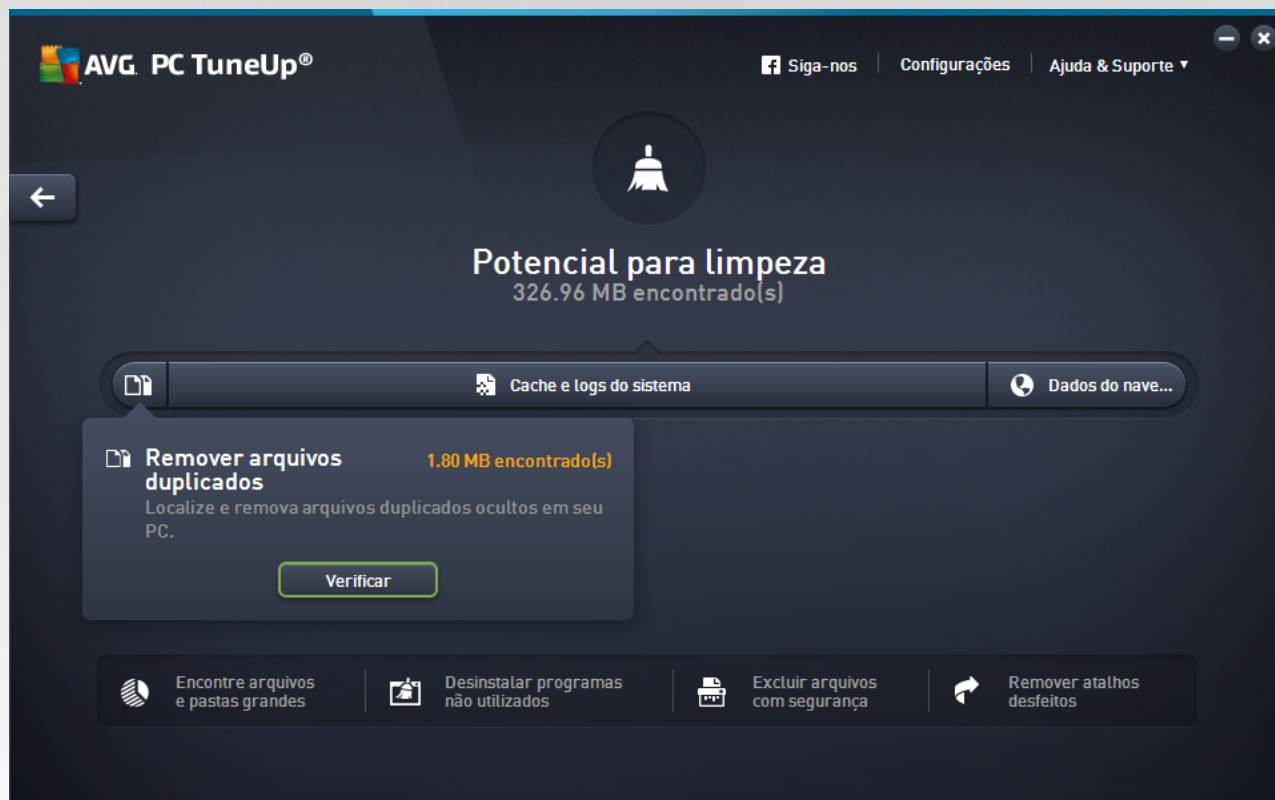 AVG. PC TuneUp®
Siga-nos
Configurações
Ajuda & Suporte
Potencial para limpeza
326.96 MB encontrado(s)
Cache e logs do sistema
Dados do nave...
Remover arquivos
duplicados
1.80 MB encontrado(s)
Localize e remova arquivos duplicados ocultos em seu
PC.
Verificar
Encontre arquivos
e pastas grandes
Desinstalar programas
não utilizados
Excluir arquivos
com segurança
Remover atalhos
desfeitos